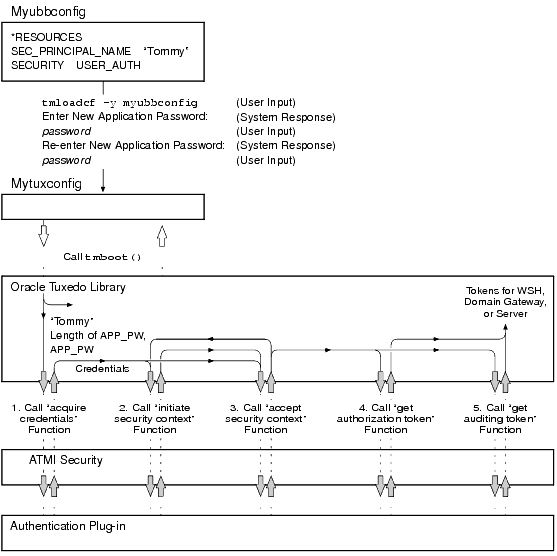 Myubbconfig
*RESOURCES
SEC_PRINCIPAL_NAME "Tommy"
SECURITY USER_AUTH
tmloadcf -y myubbconfig (User Input)
Enter New Application Password: (System Response)
password (User Input)
Re-enter New Application Password: (System Response)
password (User Input)
Mytuxconfig
Call tmboot()
Oracle Tuxedo Library
Tokens for WSH,
Domain Gateway,
or Server
"Tommy"
Length of APP_PW,
APP_PW
Credentials
1. Call "acquire
credentials"
Function
2. Call "initiate
security context"
Function
3. Call "accept
security context"
Function
4. Call "get
authorization token"
Function
5. Call "get
auditing token"
Function
ATMI Security
Authentication Plug-in